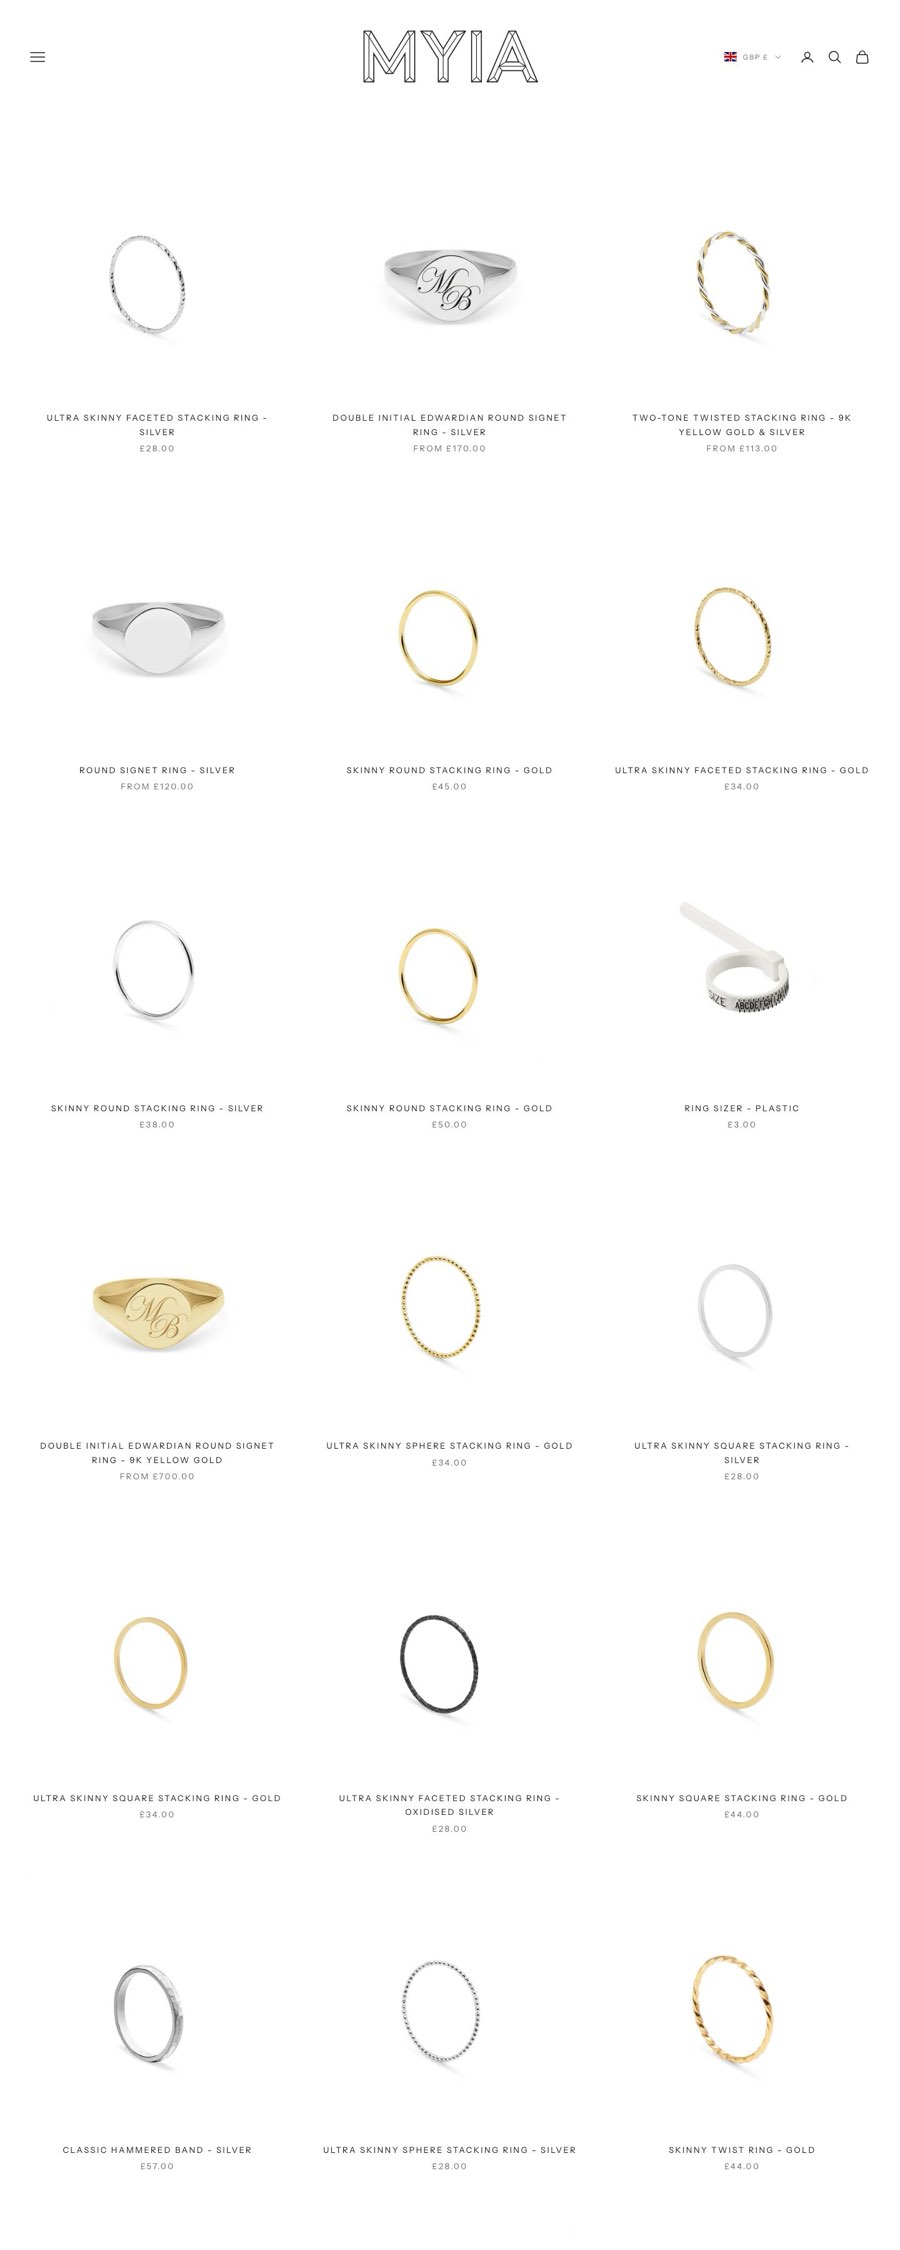 MYIA
GBP £
MB
ULTRA SKINNY FACETED STACKING RING -
SILVER
£28.00
DOUBLE INITIAL EDWARDIAN ROUND SIGNET
RING - SILVER
FROM £170.00
TWO-TONE TWISTED STACKING RING - 9K
YELLOW GOLD & SILVER
FROM £113.00
ROUND SIGNET RING - SILVER
FROM £120.00
SKINNY ROUND STACKING RING - GOLD
£45.00
ULTRA SKINNY FACETED STACKING RING - GOLD
£34.00
SIZE ABCDEFGH
SKINNY ROUND STACKING RING - SILVER
£38.00
SKINNY ROUND STACKING RING - GOLD
£50.00
RING SIZER - PLASTIC
£3.00
MB
DOUBLE INITIAL EDWARDIAN ROUND SIGNET
RING - 9K YELLOW GOLD
FROM £700.00
ULTRA SKINNY SPHERE STACKING RING - GOLD
£34.00
ULTRA SKINNY SQUARE STACKING RING -
SILVER
£28.00
ULTRA SKINNY SQUARE STACKING RING - GOLD
£34.00
ULTRA SKINNY FACETED STACKING RING -
OXIDISED SILVER
£28.00
SKINNY SQUARE STACKING RING - GOLD
£44.00
CLASSIC HAMMERED BAND - SILVER
£57.00
ULTRA SKINNY SPHERE STACKING RING - SILVER
£28.00
SKINNY TWIST RING - GOLD
£44.00